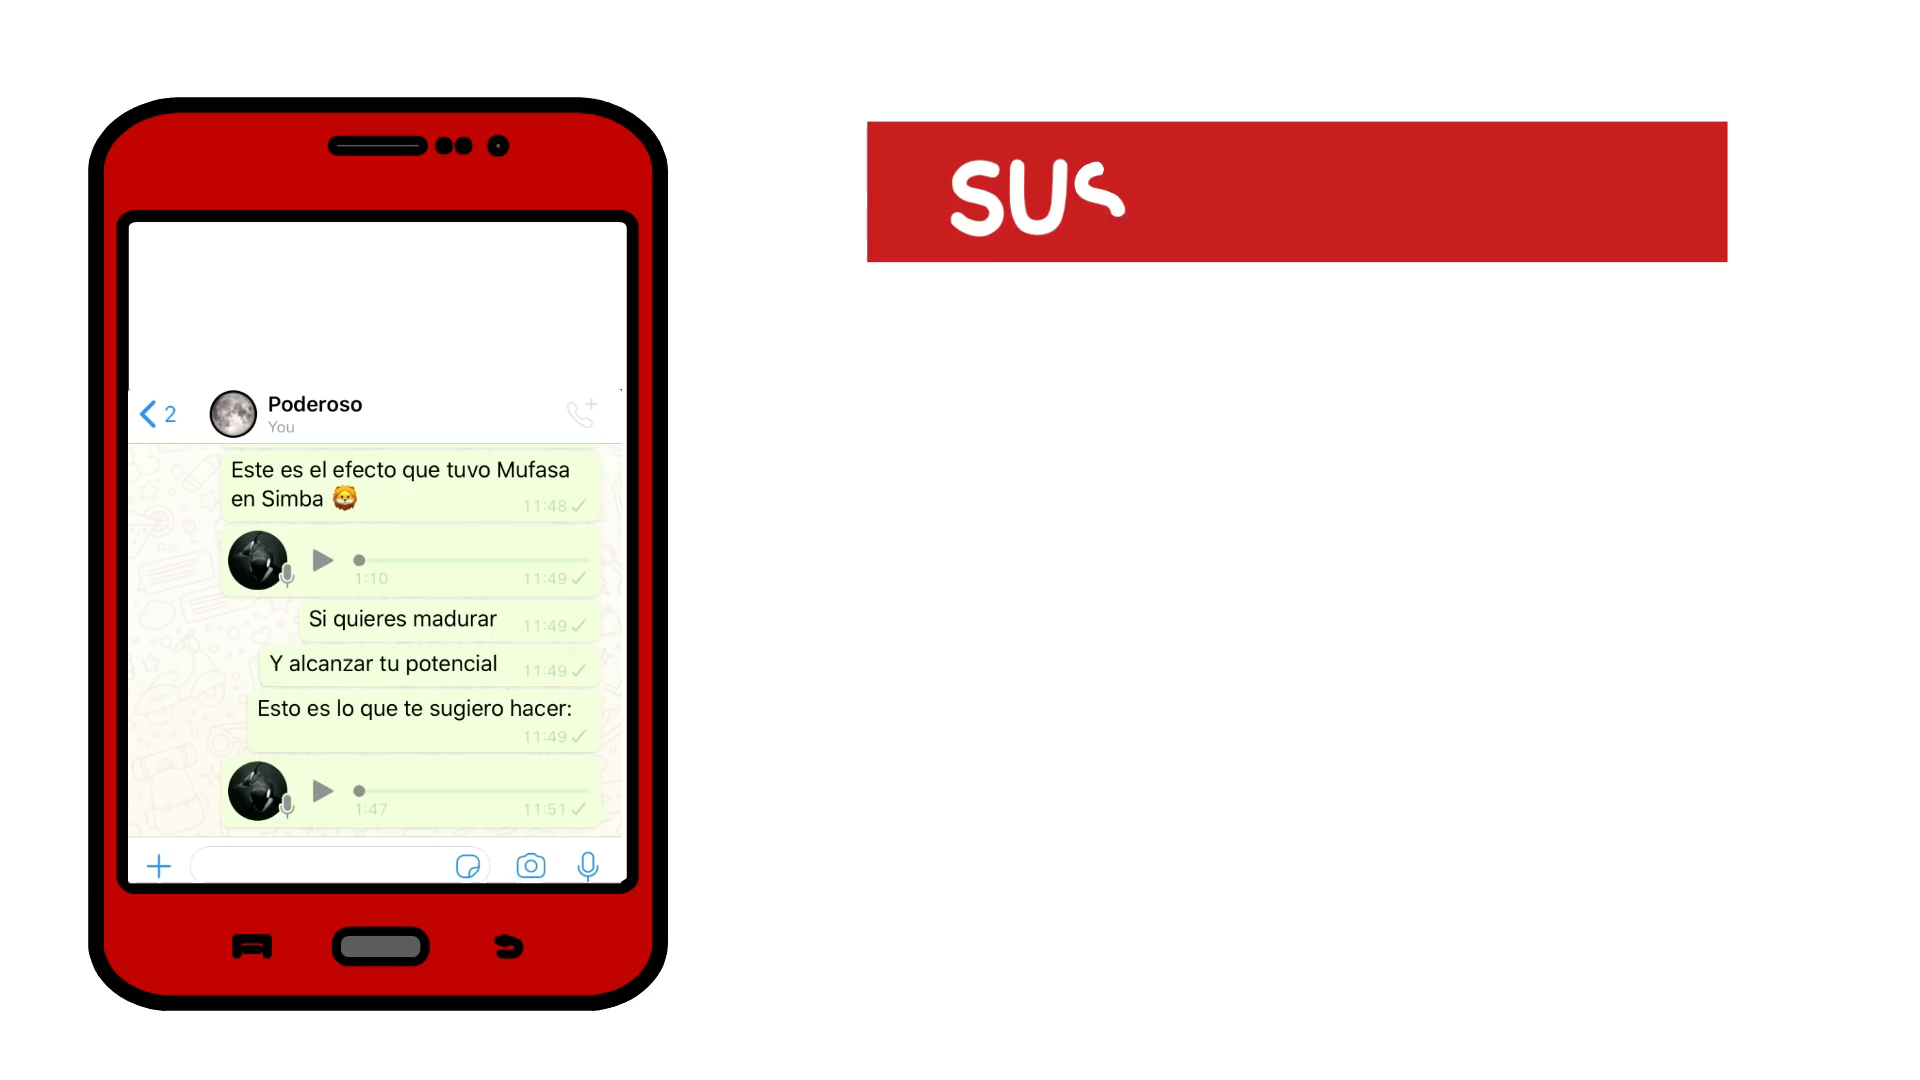 SUS
2
Poderoso
You
Este es el efecto que tuvo Mufasa
en Simba 🦁
11:48
1:10
11:49
Si quieres madurar
11:49
Y alcanzar tu potencial
11:49
Esto es lo que te sugiero hacer:
11:49
1:47
11:51